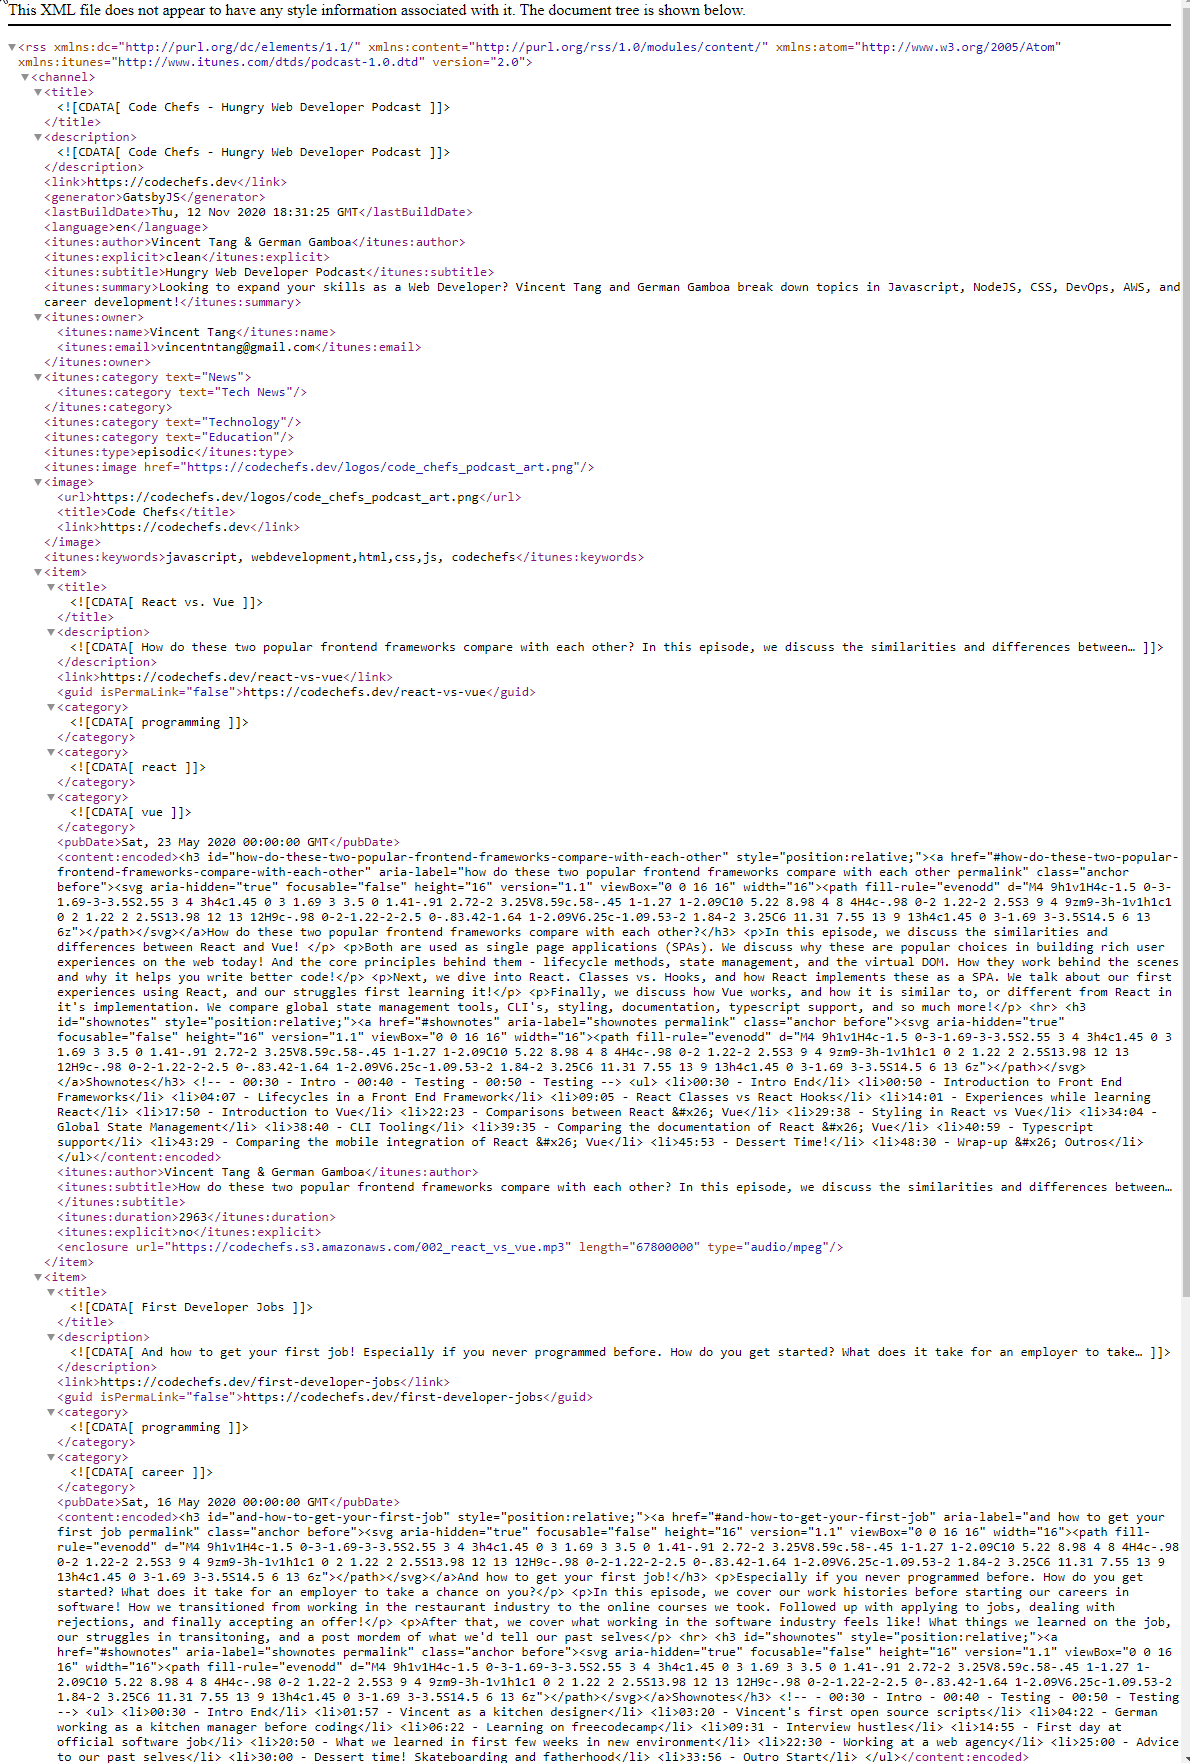 This XML file does not appear to have any style information associated with it. The document tree is shown below.
▼<rss xmlns:dc="http://purl.org/dc/elements/1.1/" xmlns:content="http://purl.org/rss/1.0/modules/content/" xmlns:atom="http://www.w3.org/2005/Atom"
xmlns:itunes="http://www.itunes.com/dtds/podcast-1.0.dtd" version="2.0">
▼<channel>
▼<title>
<![CDATA[ Code Chefs - Hungry Web Developer Podcast ]]>
</title>
▼<description>
<![CDATA[ Code Chefs - Hungry Web Developer Podcast ]]>
</description>
<link>https://codechefs.dev</link>
<generator>GatsbyJS</generator>
<lastBuildDate>Thu, 12 Nov 2020 18:31:25 GMT</lastBuildDate>
<language>en</language>
<itunes:author>Vincent Tang & German Gamboa</itunes:author>
<itunes:explicit>clean</itunes:explicit>
<itunes:subtitle>Hungry Web Developer Podcast</itunes:subtitle>
<itunes:summary>Looking to expand your skills as a Web Developer? Vincent Tang and German Gamboa break down topics in Javascript, NodeJS, CSS, DevOps, AWS, and
career development!</itunes:summary>
▼<itunes:owner>
<itunes:name>Vincent Tang</itunes:name>
<itunes:email>vincentntang@gmail.com</itunes:email>
</itunes:owner>
▼<itunes:category text="News">
<itunes:category text="Tech News"/>
</itunes:category>
<itunes:category text="Technology"/>
<itunes:category text="Education"/>
<itunes:type>episodic</itunes:type>
<itunes:image href="https://codechefs.dev/logos/code_chefs_podcast_art.png"/>
▼<image>
<url>https://codechefs.dev/logos/code_chefs_podcast_art.png</url>
<title>Code Chefs</title>
<link>https://codechefs.dev</link>
</image>
<itunes:keywords>javascript, webdevelopment,html,css,js, codechefs</itunes:keywords>
▼<item>
▼<title>
<![CDATA[ React vs. Vue ]]>
</title>
▼<description>
<![CDATA[ How do these two popular frontend frameworks compare with each other? In this episode, we discuss the similarities and differences between… ]]>
</description>
<link>https://codechefs.dev/react-vs-vue</link>
<guid isPermaLink="false">https://codechefs.dev/react-vs-vue</guid>
▼<category>
<![CDATA[ programming ]]>
</category>
▼<category>
<![CDATA[ react ]]>
</category>
▼<category>
<![CDATA[ vue ]]>
</category>
<pubDate>Sat, 23 May 2020 00:00:00 GMT</pubDate>
<content:encoded><h3 id="how-do-these-two-popular-frontend-frameworks-compare-with-each-other" style="position:relative;"><a href="#how-do-these-two-popular-
frontend-frameworks-compare-with-each-other" aria-label="how do these two popular frontend frameworks compare with each other permalink" class="anchor
before"><svg aria-hidden="true" focusable="false" height="16" version="1.1" viewBox="0 0 16 16" width="16"><path fill-rule="evenodd" d="M4 9h1v1H4c-1.5 0-3-
1.69-3-3.5S2.55 3 4 3h4c1.45 0 3 1.69 3 3.5 0 1.41-.91 2.72-2 3.25V8.59c.58-.45 1-1.27 1-2.09C10 5.22 8.98 4 8 4H4c-.98 0-2 1.22-2 2.5S3 9 4 9zm9-3h-1v1h1c1
0 2 1.22 2 2.5S13.98 12 13 12H9c-.98 0-2-1.22-2-2.5 0-.83.42-1.64 1-2.09V6.25c-1.09.53-2 1.84-2 3.25C6 11.31 7.55 13 9 13h4c1.45 0 3-1.69 3-3.5S14.5 6 13
6z"></path></svg></a>How do these two popular frontend frameworks compare with each other?</h3> <p>In this episode, we discuss the similarities and
differences between React and Vue! </p> <p>Both are used as single page applications (SPAs). We discuss why these are popular choices in building rich user
experiences on the web today! And the core principles behind them - lifecycle methods, state management, and the virtual DOM. How they work behind the scenes
and why it helps you write better code!</p> <p>Next, we dive into React. Classes vs. Hooks, and how React implements these as a SPA. We talk about our first
experiences using React, and our struggles first learning it!</p> <p>Finally, we discuss how Vue works, and how it is similar to, or different from React in
it's implementation. We compare global state management tools, CLI's, styling, documentation, typescript support, and so much more!</p> <hr> <h3
id="shownotes" style="position:relative;"><a href="#shownotes" aria-label="shownotes permalink" class="anchor before"><svg aria-hidden="true"
focusable="false" height="16" version="1.1" viewBox="0 0 16 16" width="16"><path fill-rule="evenodd" d="M4 9h1v1H4c-1.5 0-3-1.69-3-3.5S2.55 3 4 3h4c1.45 0 3
1.69 3 3.5 0 1.41-.91 2.72-2 3.25V8.59c.58-.45 1-1.27 1-2.09C10 5.22 8.98 4 8 4H4c-.98 0-2 1.22-2 2.5S3 9 4 9zm9-3h-1v1h1c1 0 2 1.22 2 2.5S13.98 12 13
12H9c-.98 0-2-1.22-2-2.5 0-.83.42-1.64 1-2.09V6.25c-1.09.53-2 1.84-2 3.25C6 11.31 7.55 13 9 13h4c1.45 0 3-1.69 3-3.5S14.5 6 13 6z"></path></svg>
</a>Shownotes</h3> <!-- - 00:30 - Intro - 00:40 - Testing - 00:50 - Testing --> <ul> <li>00:30 - Intro End</li> <li>00:50 - Introduction to Front End
Frameworks</li> <li>04:07 - Lifecycles in a Front End Framework</li> <li>09:05 - React Classes vs React Hooks</li> <li>14:01 - Experiences while learning
React</li> <li>17:50 - Introduction to Vue</li> <li>22:23 - Comparisons between React &#x26; Vue</li> <li>29:38 - Styling in React vs Vue</li> <li>34:04 -
Global State Management</li> <li>38:40 - CLI Tooling</li> <li>39:35 - Comparing the documentation of React &#x26; Vue</li> <li>40:59 - Typescript
support</li> <li>43:29 - Comparing the mobile integration of React &#x26; Vue</li> <li>45:53 - Dessert Time!</li> <li>48:30 - Wrap-up &#x26; Outros</li>
</ul></content:encoded>
<itunes:author>Vincent Tang & German Gamboa</itunes:author>
<itunes:subtitle>How do these two popular frontend frameworks compare with each other? In this episode, we discuss the similarities and differences between…
</itunes:subtitle>
<itunes:duration>2963</itunes:duration>
<itunes:explicit>no</itunes:explicit>
<enclosure url="https://codechefs.s3.amazonaws.com/002_react_vs_vue.mp3" length="67800000" type="audio/mpeg"/>
</item>
▼<item>
▼<title>
<![CDATA[ First Developer Jobs ]]>
</title>
▼<description>
<![CDATA[ And how to get your first job! Especially if you never programmed before. How do you get started? What does it take for an employer to take… ]]>
</description>
<link>https://codechefs.dev/first-developer-jobs</link>
<guid isPermaLink="false">https://codechefs.dev/first-developer-jobs</guid>
▼<category>
<![CDATA[ programming ]]>
</category>
▼<category>
<![CDATA[ career ]]>
</category>
<pubDate>Sat, 16 May 2020 00:00:00 GMT</pubDate>
<content:encoded><h3 id="and-how-to-get-your-first-job" style="position:relative;"><a href="#and-how-to-get-your-first-job" aria-label="and how to get your
first job permalink" class="anchor before"><svg aria-hidden="true" focusable="false" height="16" version="1.1" viewBox="0 0 16 16" width="16"><path fill-
rule="evenodd" d="M4 9h1v1H4c-1.5 0-3-1.69-3-3.5S2.55 3 4 3h4c1.45 0 3 1.69 3 3.5 0 1.41-.91 2.72-2 3.25V8.59c.58-.45 1-1.27 1-2.09C10 5.22 8.98 4 8 4H4c-.98
0-2 1.22-2 2.5S3 9 4 9zm9-3h-1v1h1c1 0 2 1.22 2 2.5S13.98 12 13 12H9c-.98 0-2-1.22-2-2.5 0-.83.42-1.64 1-2.09V6.25c-1.09.53-2 1.84-2 3.25C6 11.31 7.55 13 9
13h4c1.45 0 3-1.69 3-3.5S14.5 6 13 6z"></path></svg></a>And how to get your first job!</h3> <p>Especially if you never programmed before. How do you get
started? What does it take for an employer to take a chance on you?</p> <p>In this episode, we cover our work histories before starting our careers in
software! How we transitioned from working in the restaurant industry to the online courses we took. Followed up with applying to jobs, dealing with
rejections, and finally accepting an offer!</p> <p>After that, we cover what working in the software industry feels like! What things we learned on the job,
our struggles in transitoning, and a post mordem of what we'd tell our past selves</p> <hr> <h3 id="shownotes" style="position:relative;"><a
href="#shownotes" aria-label="shownotes permalink" class="anchor before"><svg aria-hidden="true" focusable="false" height="16" version="1.1" viewBox="0 0 16
16" width="16"><path fill-rule="evenodd" d="M4 9h1v1H4c-1.5 0-3-1.69-3-3.5S2.55 3 4 3h4c1.45 0 3 1.69 3 3.5 0 1.41-.91 2.72-2 3.25V8.59c.58-.45 1-1.27 1-
2.09C10 5.22 8.98 4 8 4H4c-.98 0-2 1.22-2 2.5S3 9 4 9zm9-3h-1v1h1c1 0 2 1.22 2 2.5S13.98 12 13 12H9c-.98 0-2-1.22-2-2.5 0-.83.42-1.64 1-2.09V6.25c-1.09.53-2
1.84-2 3.25C6 11.31 7.55 13 9 13h4c1.45 0 3-1.69 3-3.5S14.5 6 13 6z"></path></svg></a>Shownotes</h3> <!-- - 00:30 - Intro - 00:40 - Testing - 00:50 - Testing
--> <ul> <li>00:30 - Intro End</li> <li>01:57 - Vincent as a kitchen designer</li> <li>03:20 - Vincent's first open source scripts</li> <li>04:22 - German
working as a kitchen manager before coding</li> <li>06:22 - Learning on freecodecamp</li> <li>09:31 - Interview hustles</li> <li>14:55 - First day at
official software job</li> <li>20:50 - What we learned in first few weeks in new environment</li> <li>22:30 - Working at a web agency</li> <li>25:00 - Advice
to our past selves</li> <li>30:00 - Dessert time! Skateboarding and fatherhood</li> <li>33:56 - Outro Start</li> </ul></content:encoded>